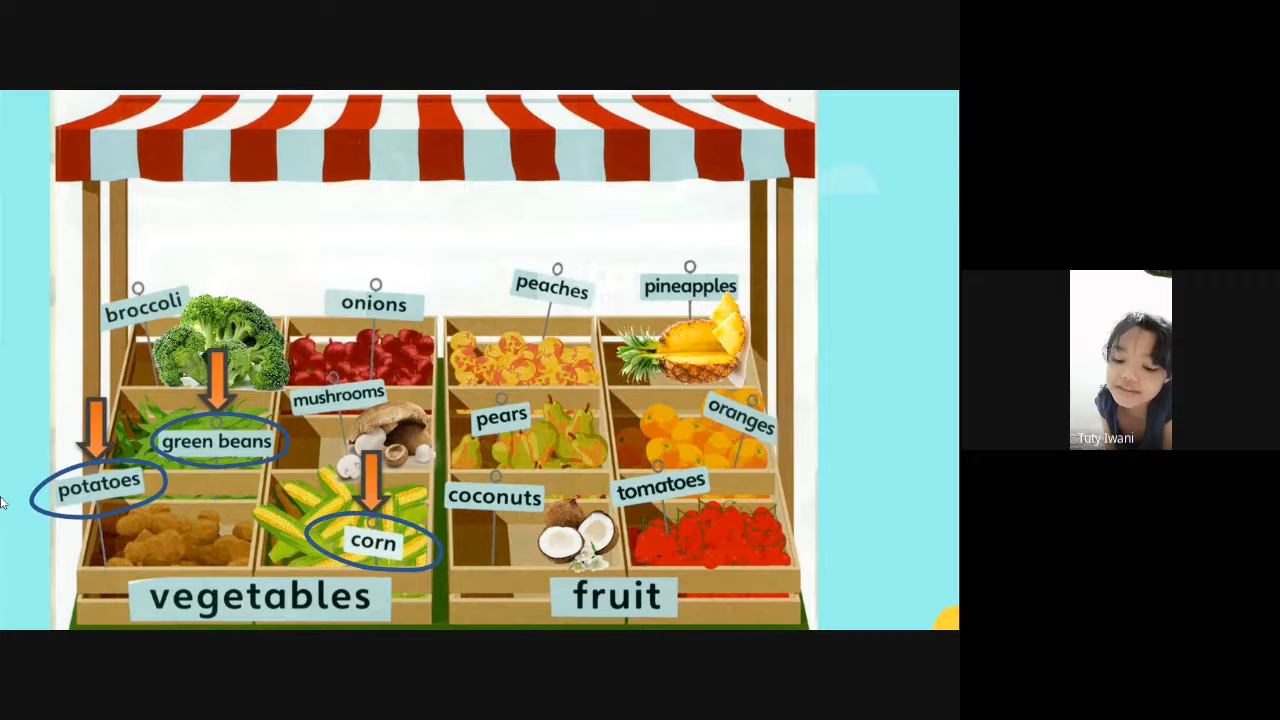 broccoli
onions
peaches
pineapples
mushrooms
pears
oranges
green beans
potatoes
corn
coconuts
tomatoes
vegetables
fruit
Tuty Iwani